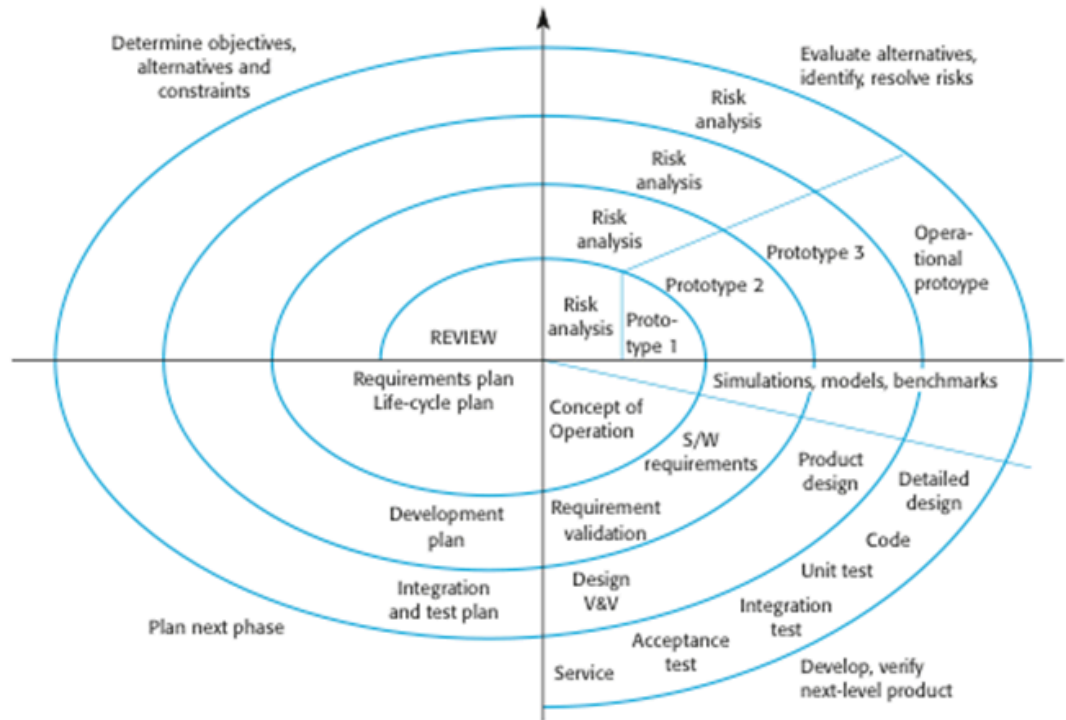 Determine objectives,
alternatives and
constraints
Evaluate alternatives,
identify, resolve risks
Risk
analysis
Risk
analysis
Risk
analysis
Risk
analysis
Proto-
type 1
Prototype 2
Prototype 3
Opera-
tional
protoype
REVIEW
Requirements plan
Life-cycle plan
Simulations, models, benchmarks
Concept of
Operation
S/W
requirements
Product
design
Detailed
design
Development
plan
Requirement
validation
Code
Unit test
Integration
and test plan
Design
V&V
Integration
test
Plan next phase
Acceptance
test
Service
Develop, verify
next-level product